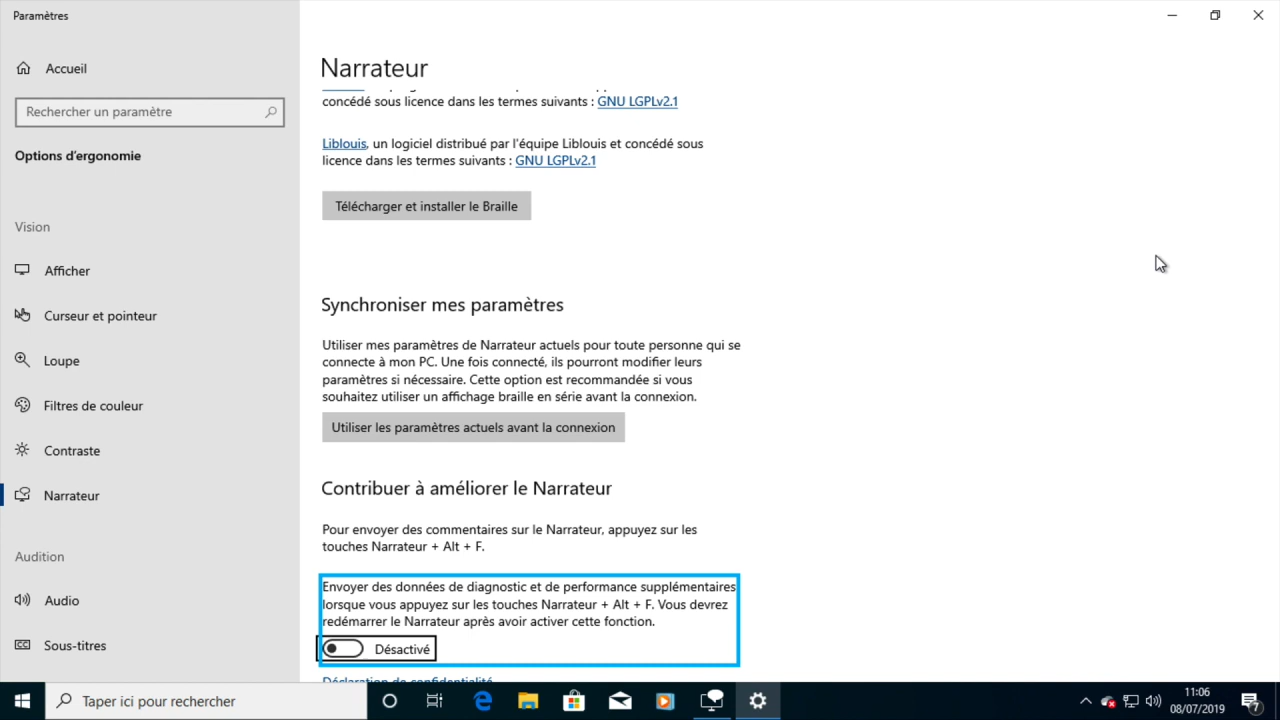 Paramètres
Accueil
Rechercher un paramètre
Options d'ergonomie
Vision
Afficher
Curseur et pointeur
Loupe
Filtres de couleur
Contraste
Narrateur
Audition
Audio
Sous-titres
Narrateur
concédé sous licence dans les termes suivants : GNU LGPLv2.1
Liblouis, un logiciel distribué par l'équipe Liblouis et concédé sous
licence dans les termes suivants : GNU LGPLv2.1
Télécharger et installer le Braille
Synchroniser mes paramètres
Utiliser mes paramètres de Narrateur actuels pour toute personne qui se
connecte à mon PC. Une fois connecté, ils pourront modifier leurs
paramètres si nécessaire. Cette option est recommandée si vous
souhaitez utiliser un affichage braille en série avant la connexion.
Utiliser les paramètres actuels avant la connexion
Contribuer à améliorer le Narrateur
Pour envoyer des commentaires sur le Narrateur, appuyez sur les
touches Narrateur + Alt + F.
Envoyer des données de diagnostic et de performance supplémentaires
lorsque vous appuyez sur les touches Narrateur + Alt + F. Vous devrez
redémarrer le Narrateur après avoir activer cette fonction.
Désactivé
Déclaration de confidentialité
Taper ici pour rechercher
11:06
08/07/2019
7